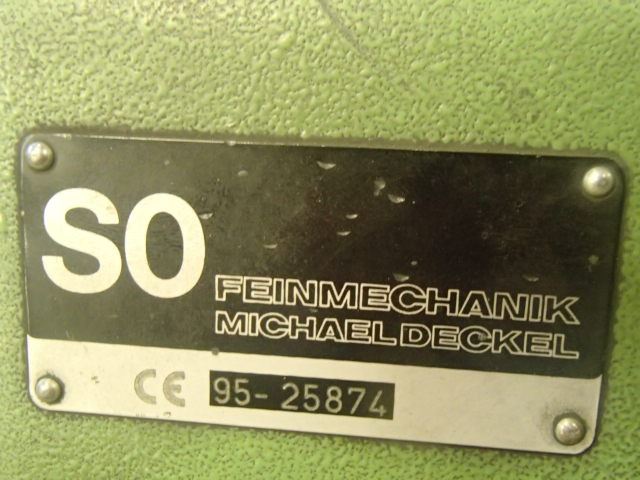 SO
FEINMECHANIK
MICHAEL DECKEL
CE 95-25874